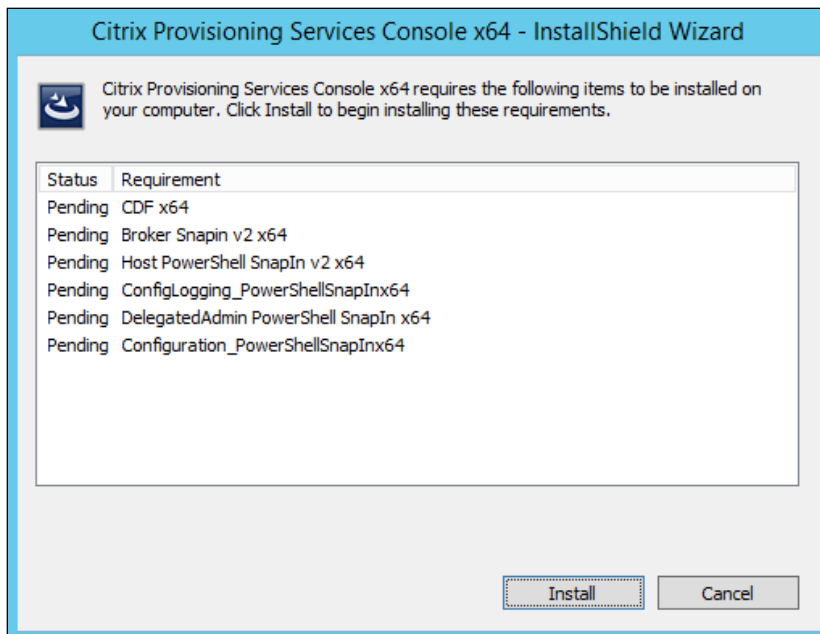 Citrix Provisioning Services Console x64 - InstallShield Wizard
Citrix Provisioning Services Console x64 requires the following items to be installed on
your computer. Click Install to begin installing these requirements.
Status Requirement
Pending CDF x64
Pending Broker Snapin v2 x64
Pending Host PowerShell SnapIn v2 x64
Pending ConfigLogging_PowerShellSnapInx64
Pending DelegatedAdmin PowerShell SnapIn x64
Pending Configuration_PowerShellSnapInx64
Install Cancel